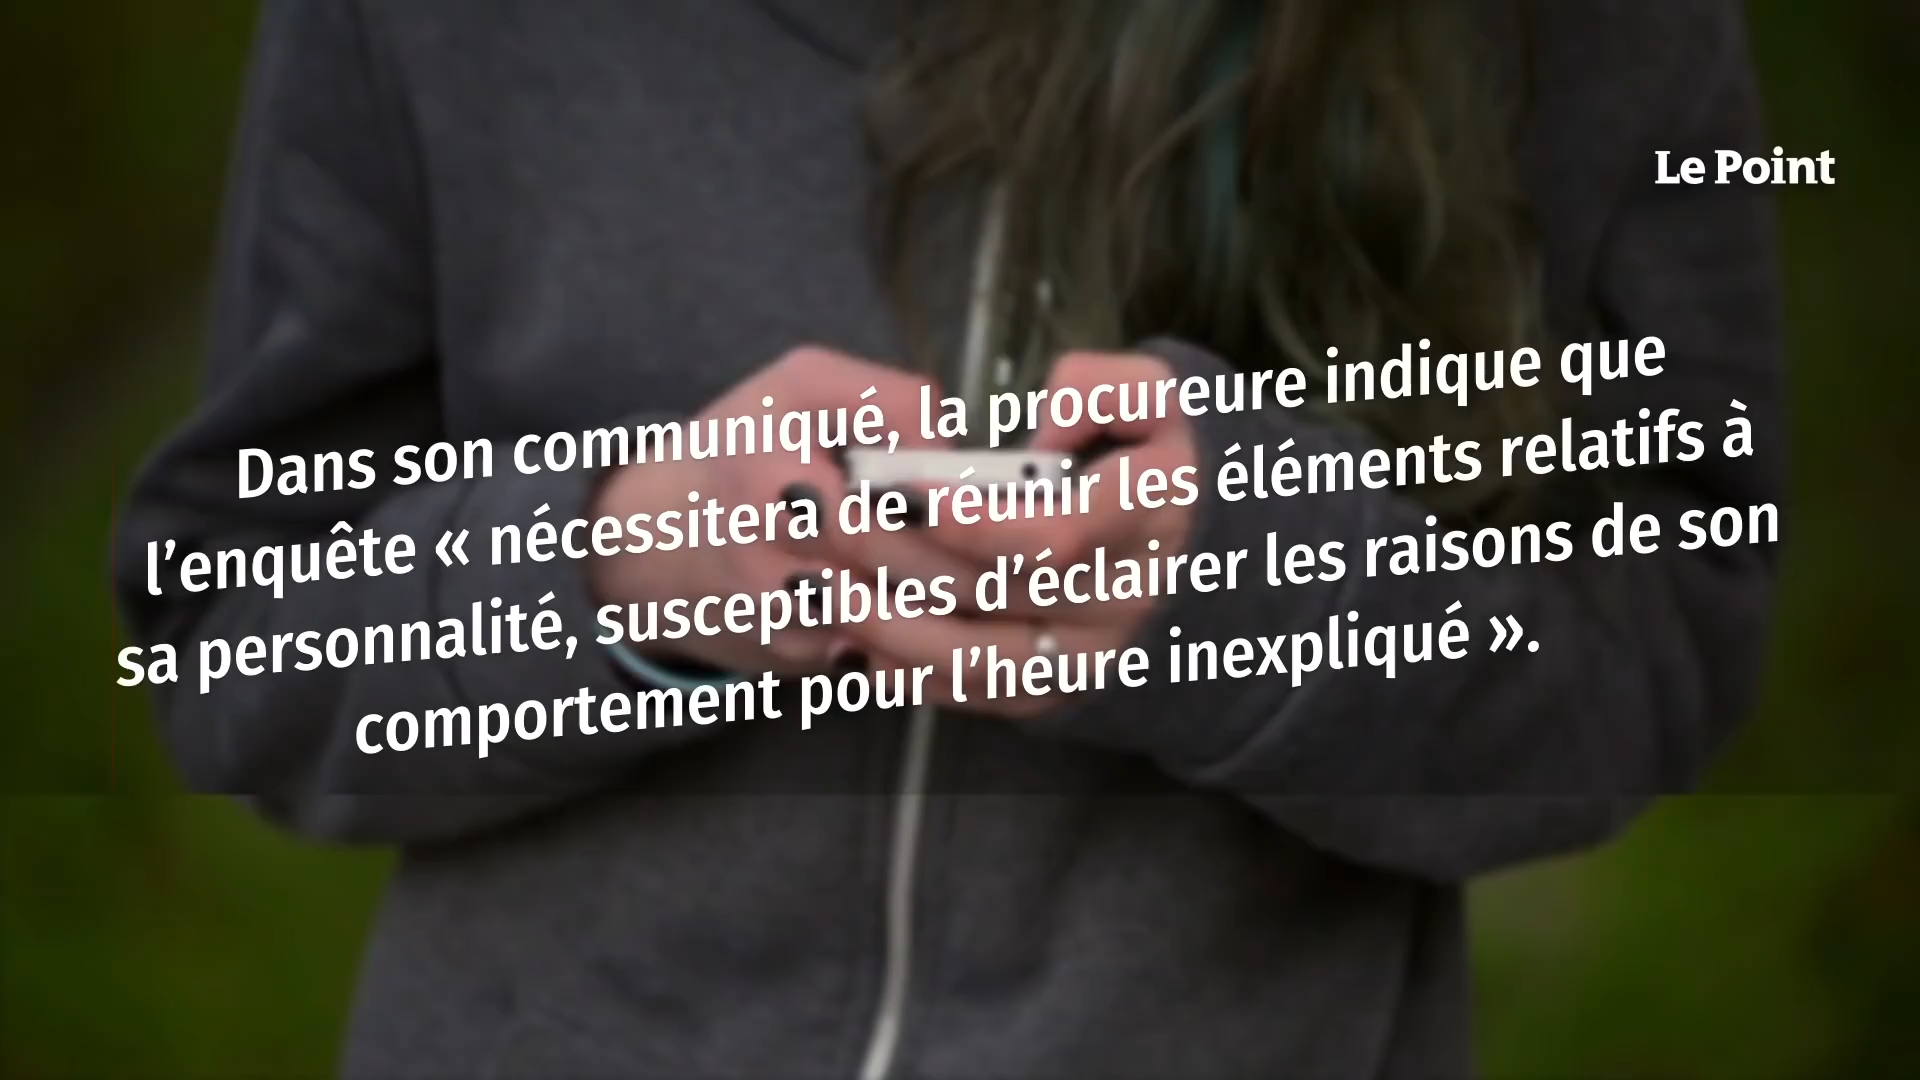 Le Point
Dans son communiqué, la procureure indique que
l’enquête « nécessitera de réunir les éléments relatifs à
sa personnalité, susceptibles d’éclairer les raisons de son
comportement pour l’heure inexpliqué ».